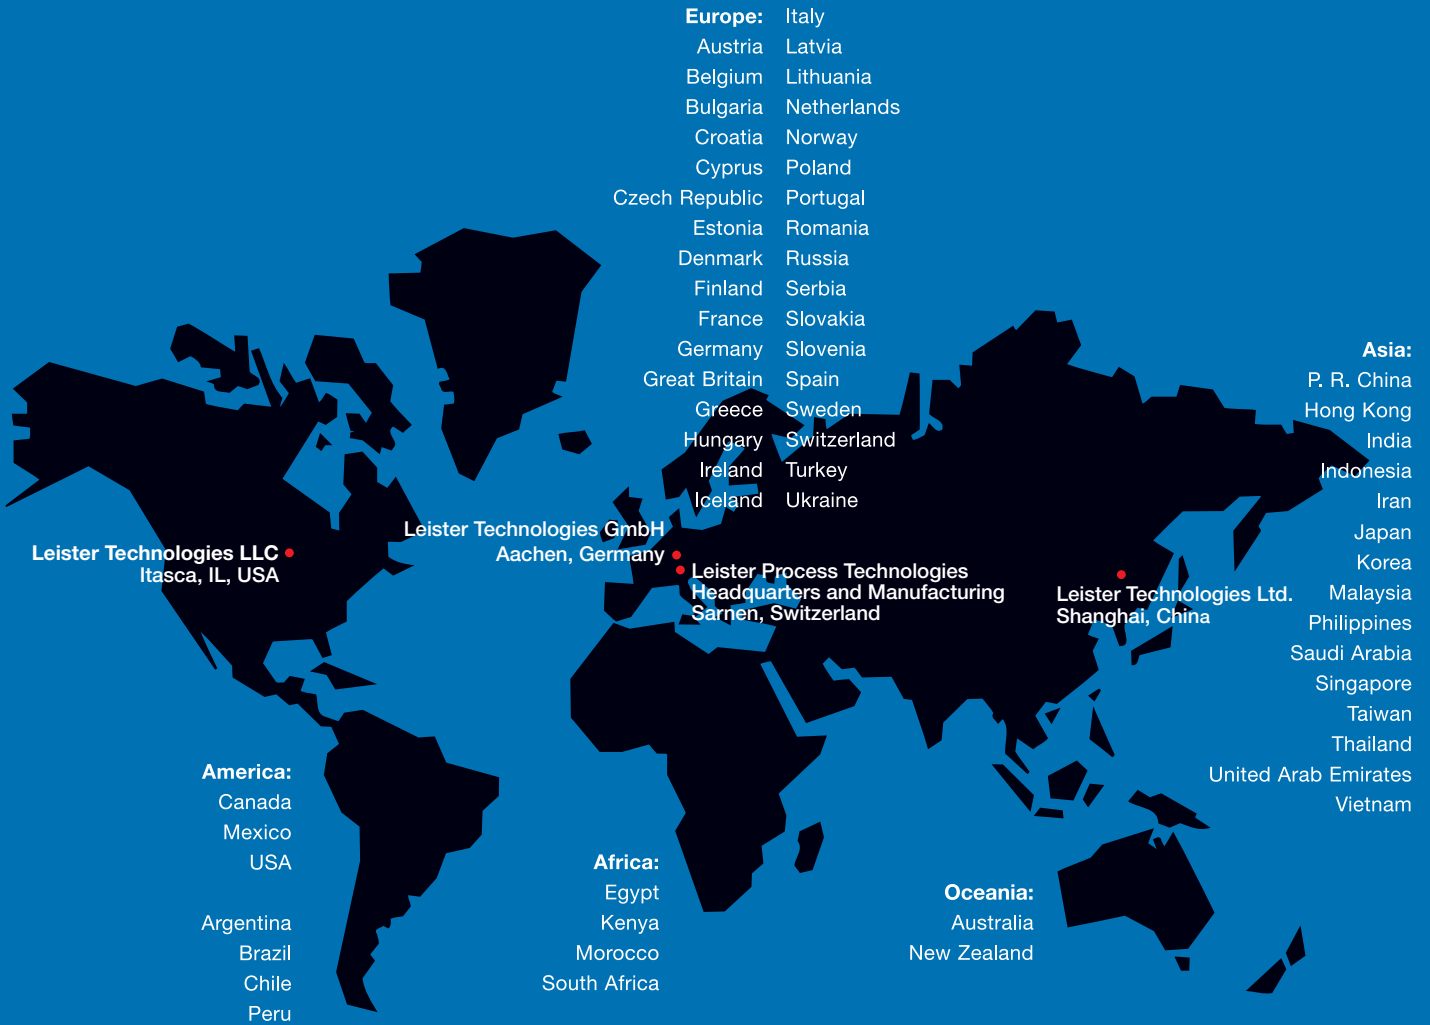 Europe:
Austria
Belgium
Bulgaria
Croatia
Cyprus
Czech Republic
Estonia
Denmark
Finland
France
Germany
Great Britain
Greece
Hungary
Ireland
Iceland
Italy
Latvia
Lithuania
Netherlands
Norway
Poland
Portugal
Romania
Russia
Serbia
Slovakia
Slovenia
Spain
Sweden
Switzerland
Turkey
Ukraine
Asia:
P. R. China
Hong Kong
India
Indonesia
Iran
Japan
Korea
Malaysia
Philippines
Saudi Arabia
Singapore
Taiwan
Thailand
United Arab Emirates
Vietnam
Leister Technologies LLC
Itasca, IL, USA
Leister Technologies GmbH
Aachen, Germany
Leister Process Technologies
Headquarters and Manufacturing
Sarnen, Switzerland
Leister Technologies Ltd.
Shanghai, China
America:
Canada
Mexico
USA
Argentina
Brazil
Chile
Peru
Africa:
Egypt
Kenya
Morocco
South Africa
Oceania:
Australia
New Zealand